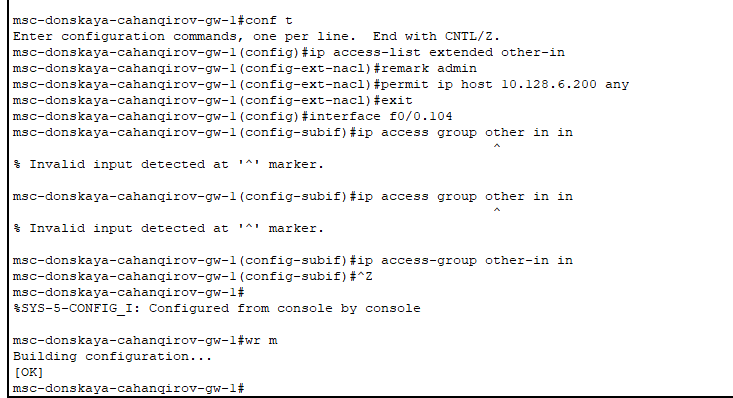 msc-donskaya-cahanqirov-gw-1#conf t
Enter configuration commands, one per line.  End with CNTL/Z.
msc-donskaya-cahanqirov-gw-1(config)#ip access-list extended other-in
msc-donskaya-cahanqirov-gw-1(config-ext-nacl)#remark admin
msc-donskaya-cahanqirov-gw-1(config-ext-nacl)#permit ip host 10.128.6.200 any
msc-donskaya-cahanqirov-gw-1(config-ext-nacl)#exit
msc-donskaya-cahanqirov-gw-1(config)#interface f0/0.104
msc-donskaya-cahanqirov-gw-1(config-subif)#ip access group other in in
^
% Invalid input detected at '^' marker.
msc-donskaya-cahanqirov-gw-1(config-subif)#ip access group other in in
^
% Invalid input detected at '^' marker.
msc-donskaya-cahanqirov-gw-1(config-subif)#ip access-group other-in in
msc-donskaya-cahanqirov-gw-1(config-subif)#^Z
msc-donskaya-cahanqirov-gw-1#
%SYS-5-CONFIG_I: Configured from console by console
msc-donskaya-cahanqirov-gw-1#wr m
Building configuration...
[OK]
msc-donskaya-cahanqirov-gw-1#